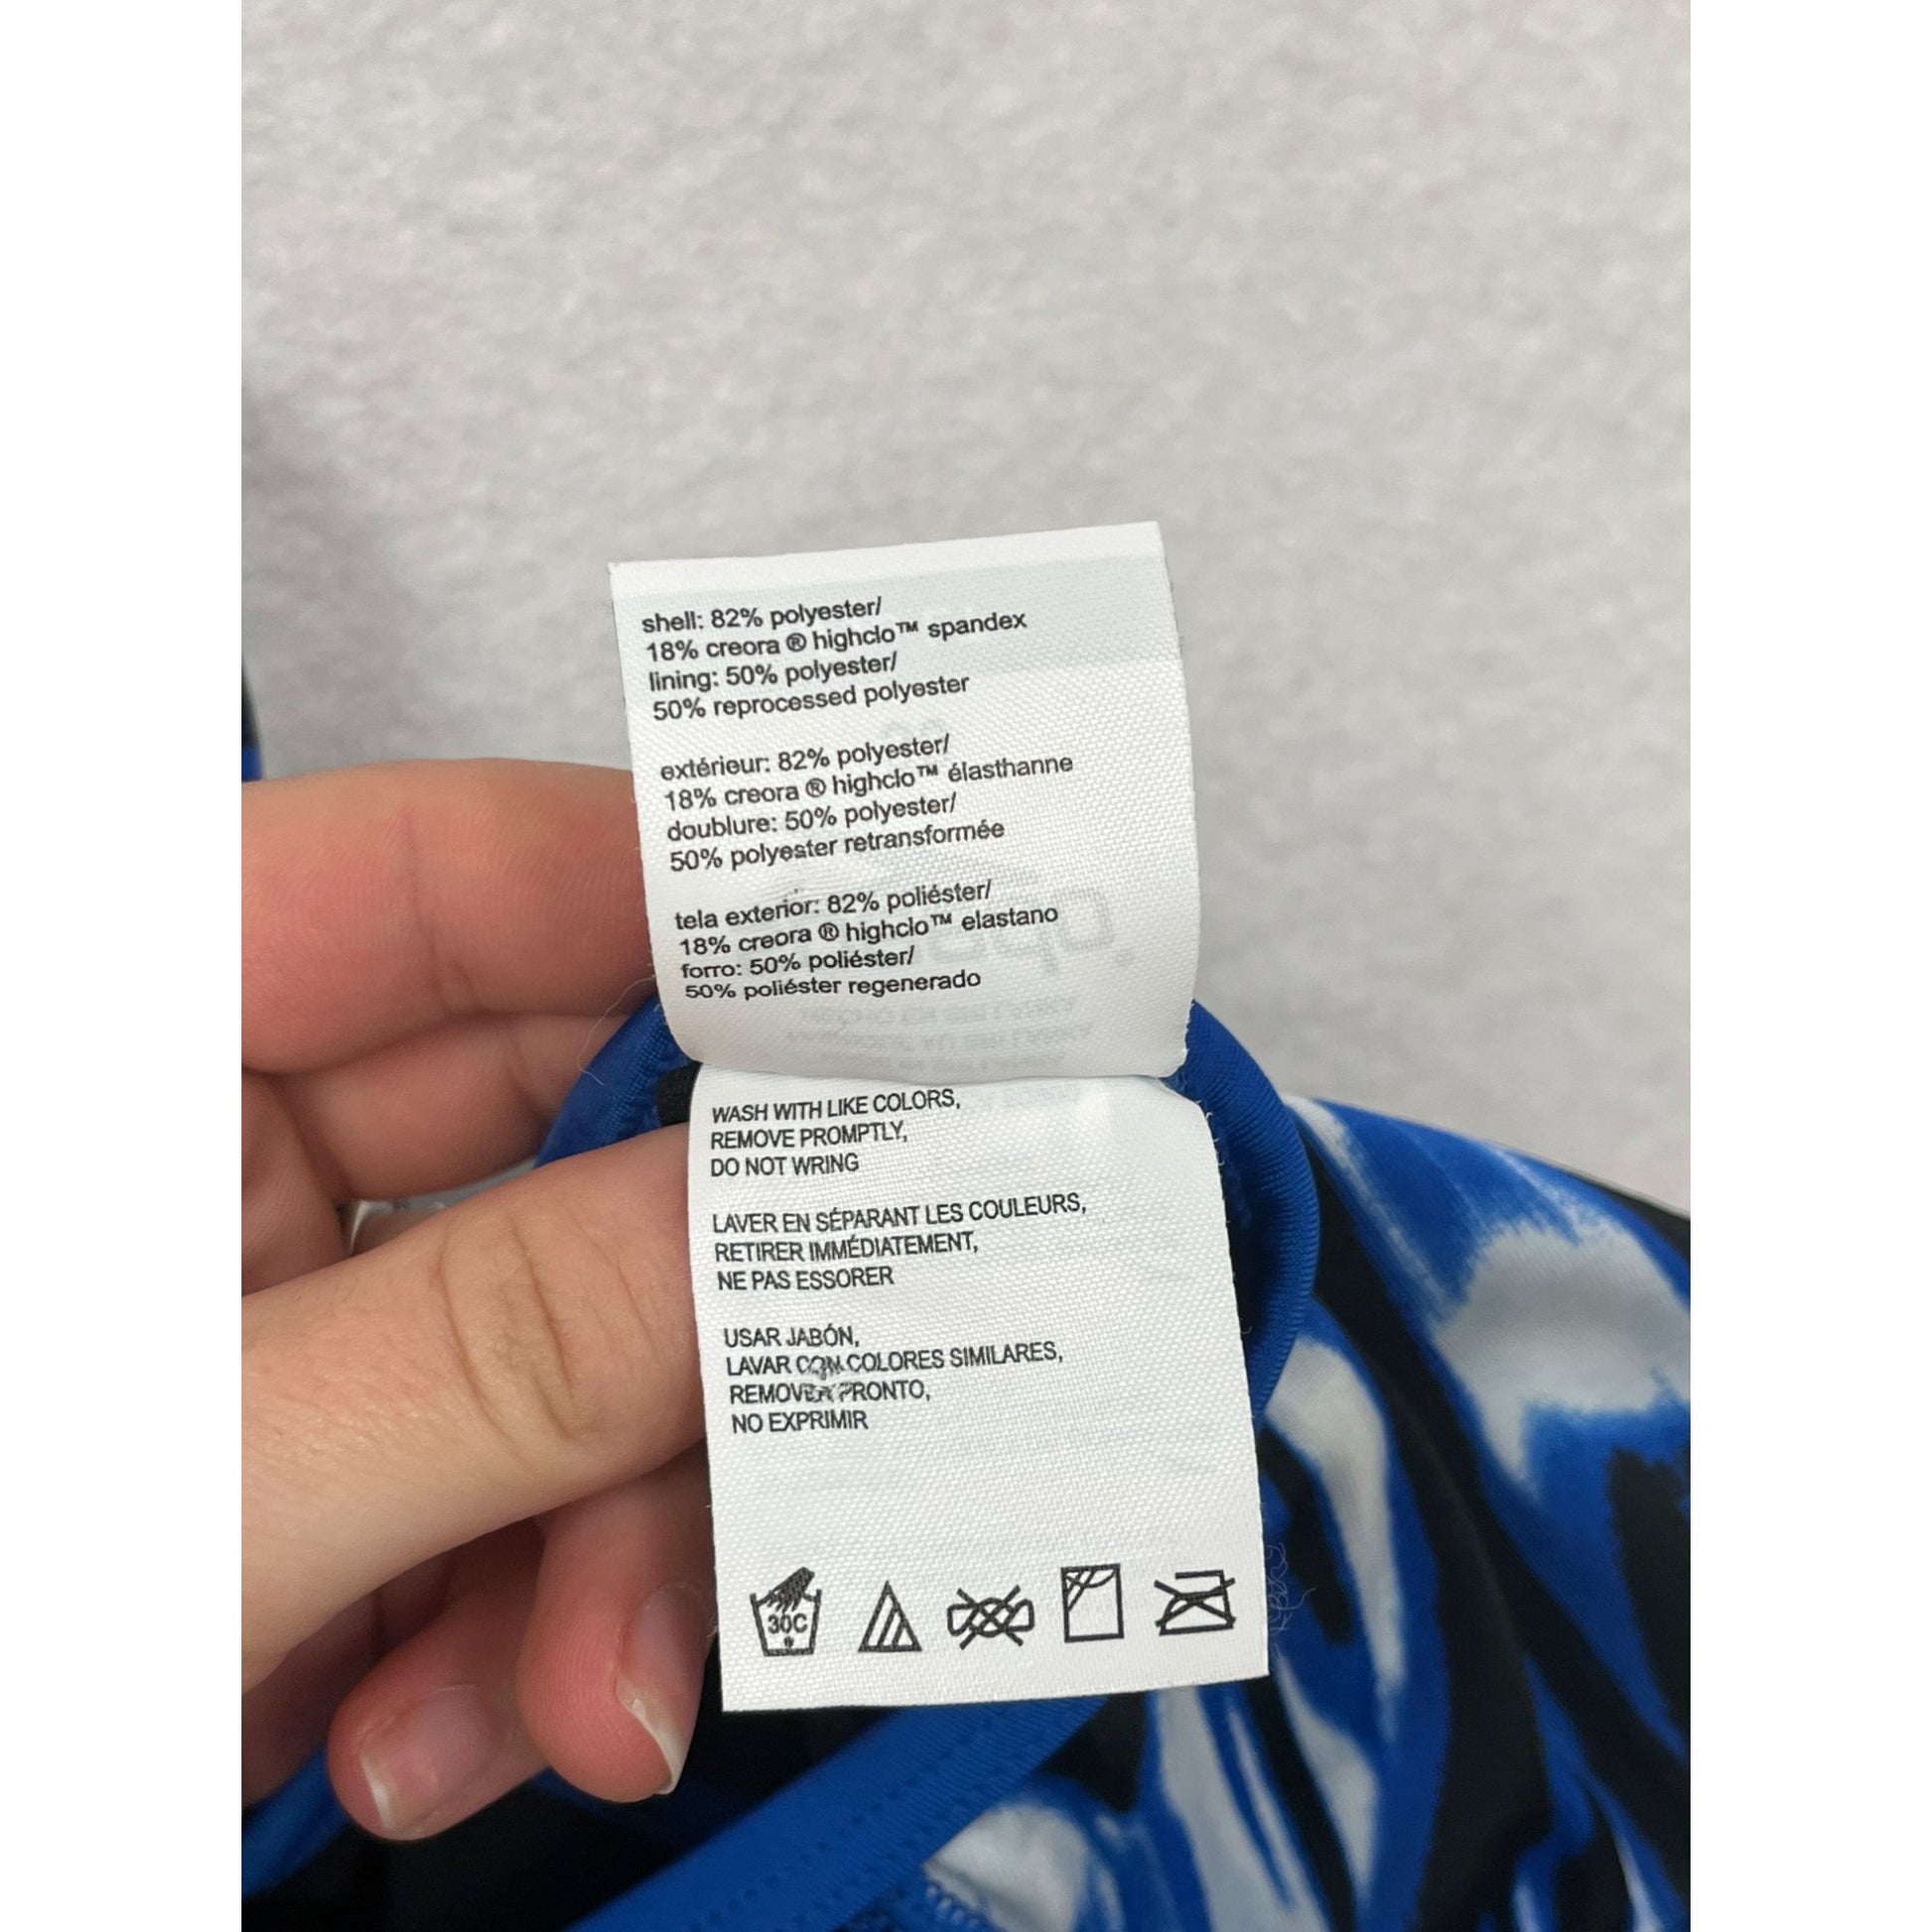 shell: 82% polyester/
18% creora ® highclo™ spandex
lining: 50% polyester/
50% reprocessed polyester
extérieur: 82% polyester/
18% creora ® highclo™ élasthanne
doublure: 50% polyester/
50% polyester retransformée
tela exterior: 82% poliéster/
18% creora ® highclo™ elastano
forro: 50% poliéster/
50% poliéster regenerado
WASH WITH LIKE COLORS,
REMOVE PROMPTLY,
DO NOT WRING
LAVER EN SÉPARANT LES COULEURS,
RETIRER IMMÉDIATEMENT,
NE PAS ESSORER
USAR JABÓN,
LAVAR CON COLORES SIMILARES,
REMOVER PRONTO,
NO EXPRIMIR
30C